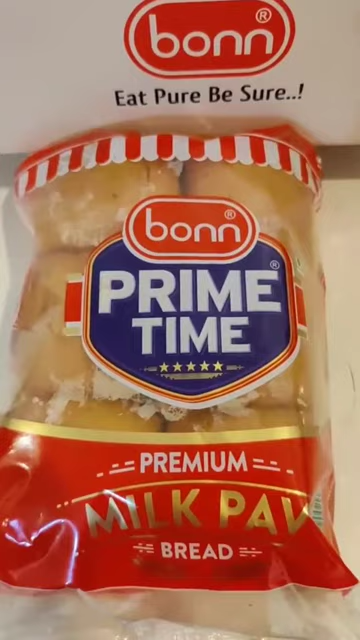 bonn®
Eat Pure Be Sure..!
bonn®
PRIME®
TIME
PREMIUM
MILK PAV
BREAD